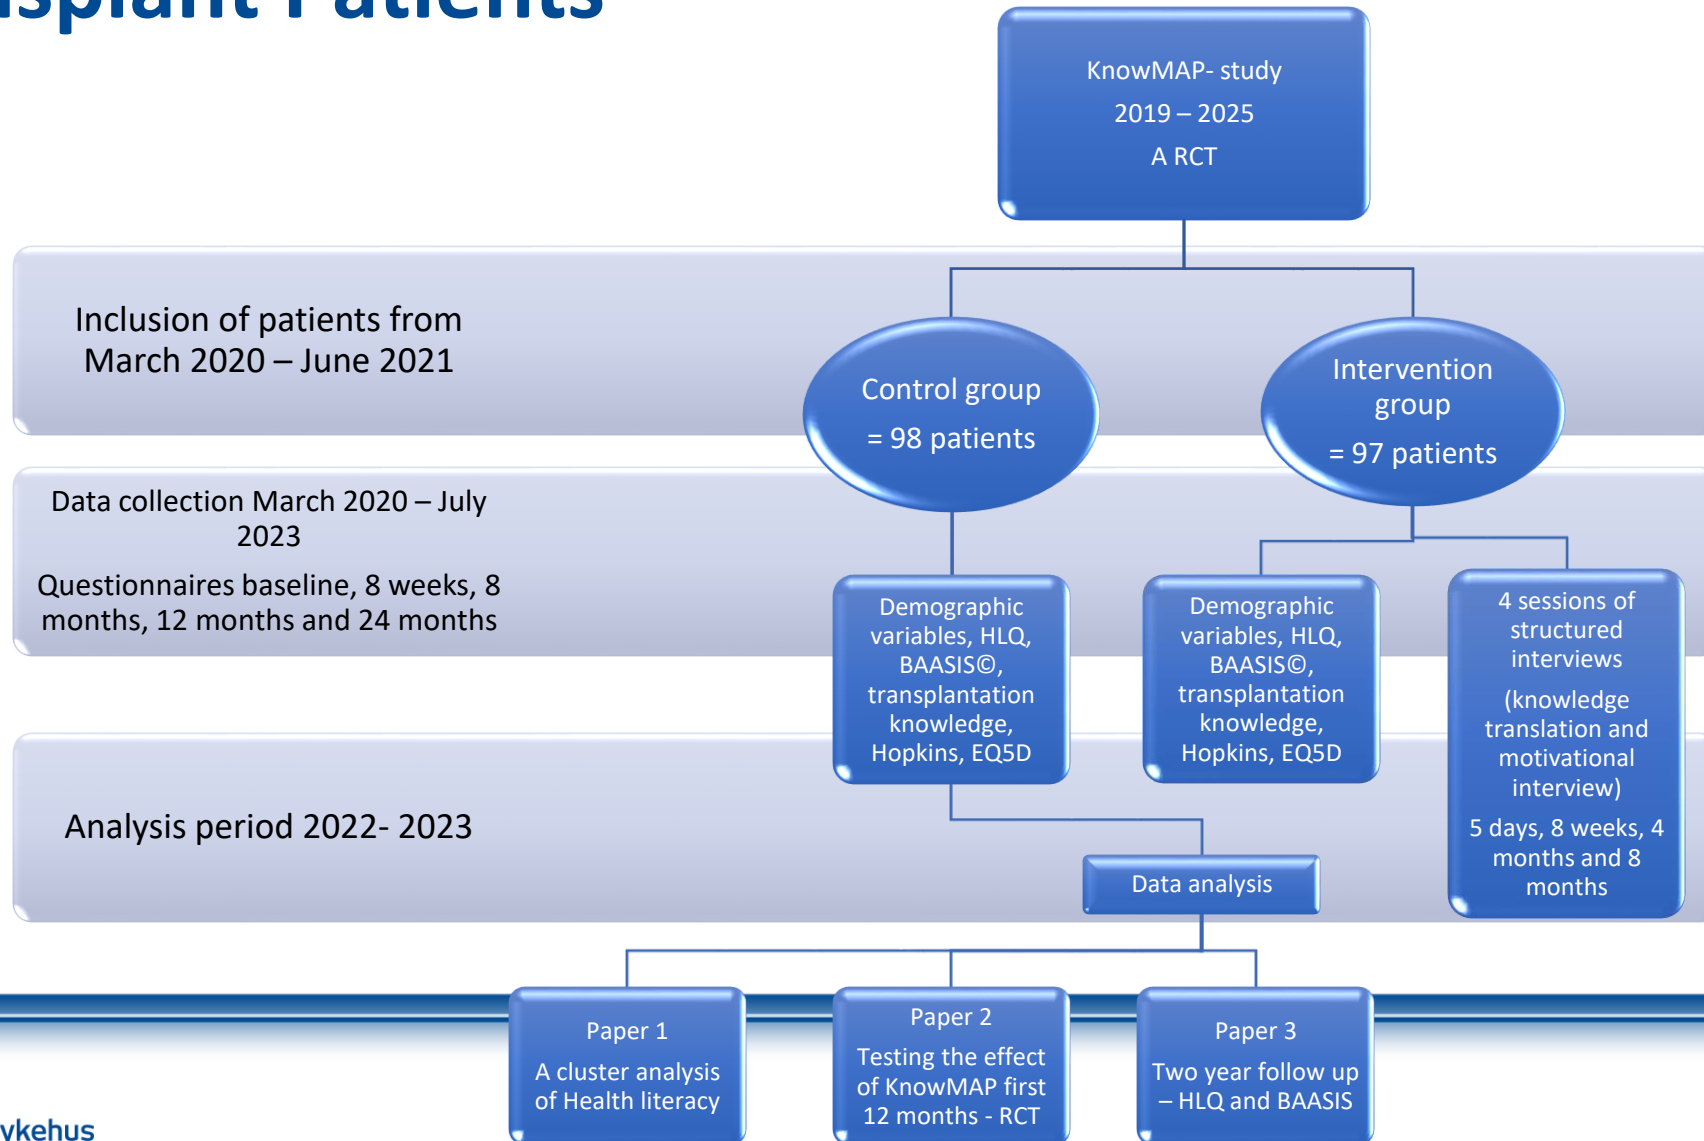 nsplant Patients
KnowMAP- study
2019 – 2025
A RCT
Inclusion of patients from
March 2020 – June 2021
Control group
= 98 patients
Intervention
group
= 97 patients
Data collection March 2020 – July
2023
Questionnaires baseline, 8 weeks, 8
months, 12 months and 24 months
Demographic
variables, HLQ,
BAASIS©,
transplantation
knowledge,
Hopkins, EQ5D
Demographic
variables, HLQ,
BAASIS©,
transplantation
knowledge,
Hopkins, EQ5D
4 sessions of
structured
interviews
(knowledge
translation and
motivational
interview)
5 days, 8 weeks, 4
months and 8
months
Analysis period 2022- 2023
Data analysis
Paper 1
A cluster analysis
of Health literacy
Paper 2
Testing the effect
of KnowMAP first
12 months - RCT
Paper 3
Two year follow up
– HLQ and BAASIS
vkehus